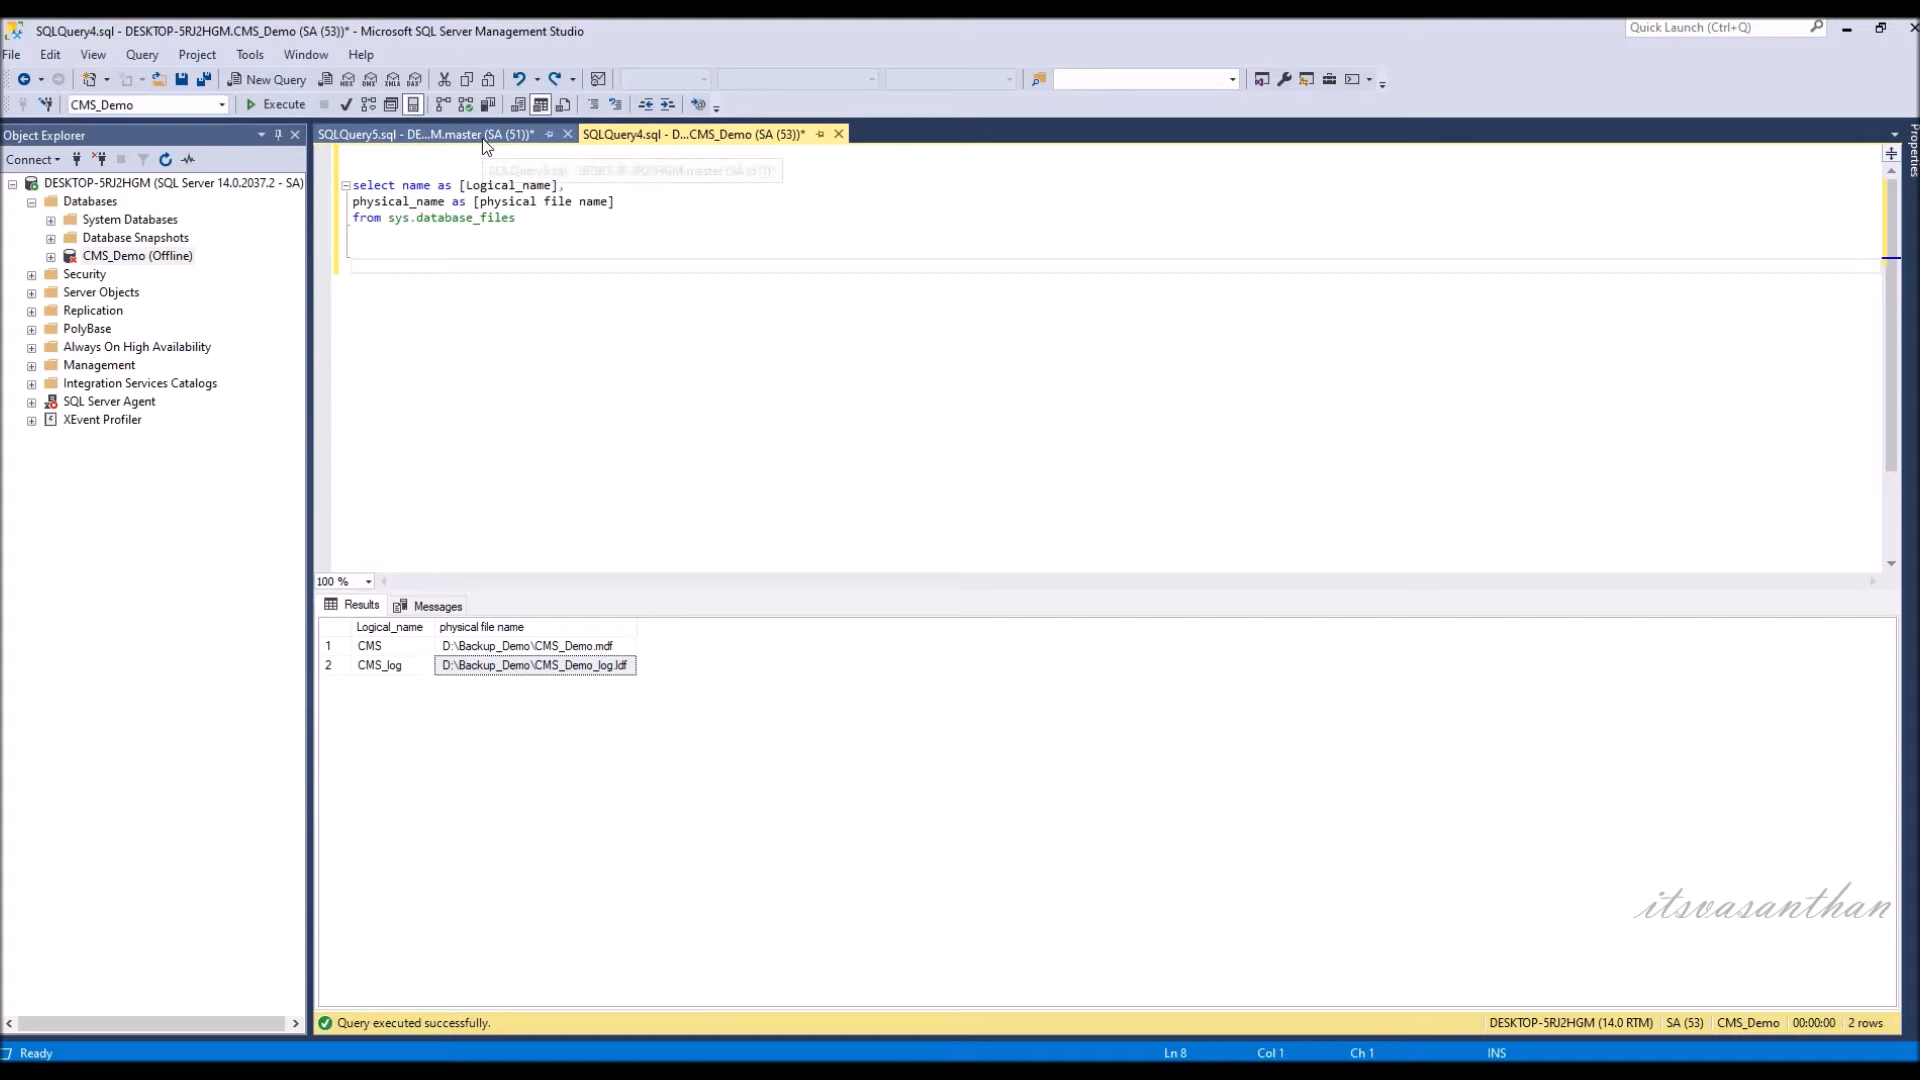 SQLQuery4.sql - DESKTOP-5RJ2HGM.CMS_Demo (SA (53))* - Microsoft SQL Server Management Studio
Quick Launch (Ctrl+Q)
File Edit View Query Project Tools Window Help
New Query
CMS_Demo Execute
Object Explorer
Connect
DESKTOP-5RJ2HGM (SQL Server 14.0.2037.2 - SA)
Databases
System Databases
Database Snapshots
CMS_Demo (Offline)
Security
Server Objects
Replication
PolyBase
Always On High Availability
Management
Integration Services Catalogs
SQL Server Agent
XEvent Profiler
SQLQuery5.sql - DE...M.master (SA (51))* SQLQuery4.sql - D...CMS_Demo (SA (53))*
select name as [Logical_name],
physical_name as [physical file name]
from sys.database_files
100 %
Results Messages
Logical_name physical file name
1 CMS D:\Backup_Demo\CMS_Demo.mdf
2 CMS_log D:\Backup_Demo\CMS_Demo_log.ldf
itsvasanthan
Query executed successfully.
DESKTOP-5RJ2HGM (14.0 RTM) SA (53) CMS_Demo 00:00:00 2 rows
Ready Ln 8 Col 1 Ch 1 INS
Properties